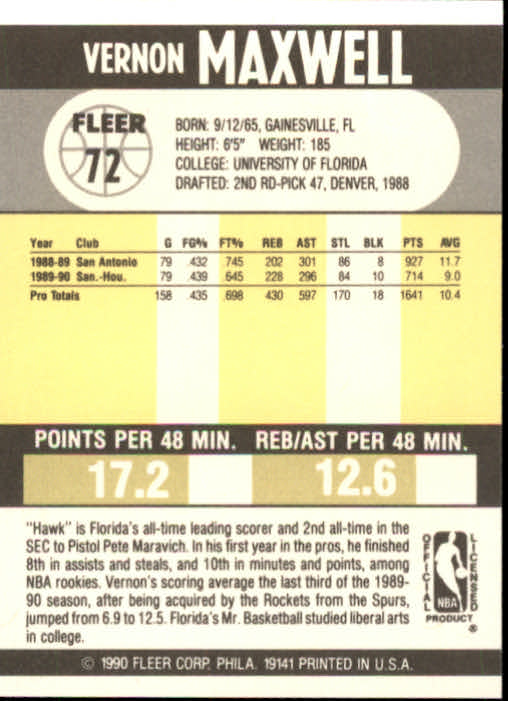 VERNON MAXWELL
FLEER
72
BORN: 9/12/65, GAINESVILLE, FL
HEIGHT: 6'5" WEIGHT: 185
COLLEGE: UNIVERSITY OF FLORIDA
DRAFTED: 2ND RD-PICK 47, DENVER, 1988
Year Club G FG% FT% REB AST STL BLK PTS AVG
1988-89 San Antonio 79 .432 .745 202 301 86 8 927 11.7
1989-90 San.-Hou. 79 .439 .645 228 296 84 10 714 9.0
Pro Totals 158 .435 .698 430 597 170 18 1641 10.4
POINTS PER 48 MIN. REB/AST PER 48 MIN.
17.2 12.6
"Hawk" is Florida's all-time leading scorer and 2nd all-time in the
SEC to Pistol Pete Maravich. In his first year in the pros, he finished
8th in assists and steals, and 10th in minutes and points, among
NBA rookies. Vernon's scoring average the last third of the 1989-
90 season, after being acquired by the Rockets from the Spurs,
jumped from 6.9 to 12.5. Florida's Mr. Basketball studied liberal arts
in college.
OFFICIAL LICENSED
NBA
PRODUCT ®
© 1990 FLEER CORP. PHILA. 19141 PRINTED IN U.S.A.